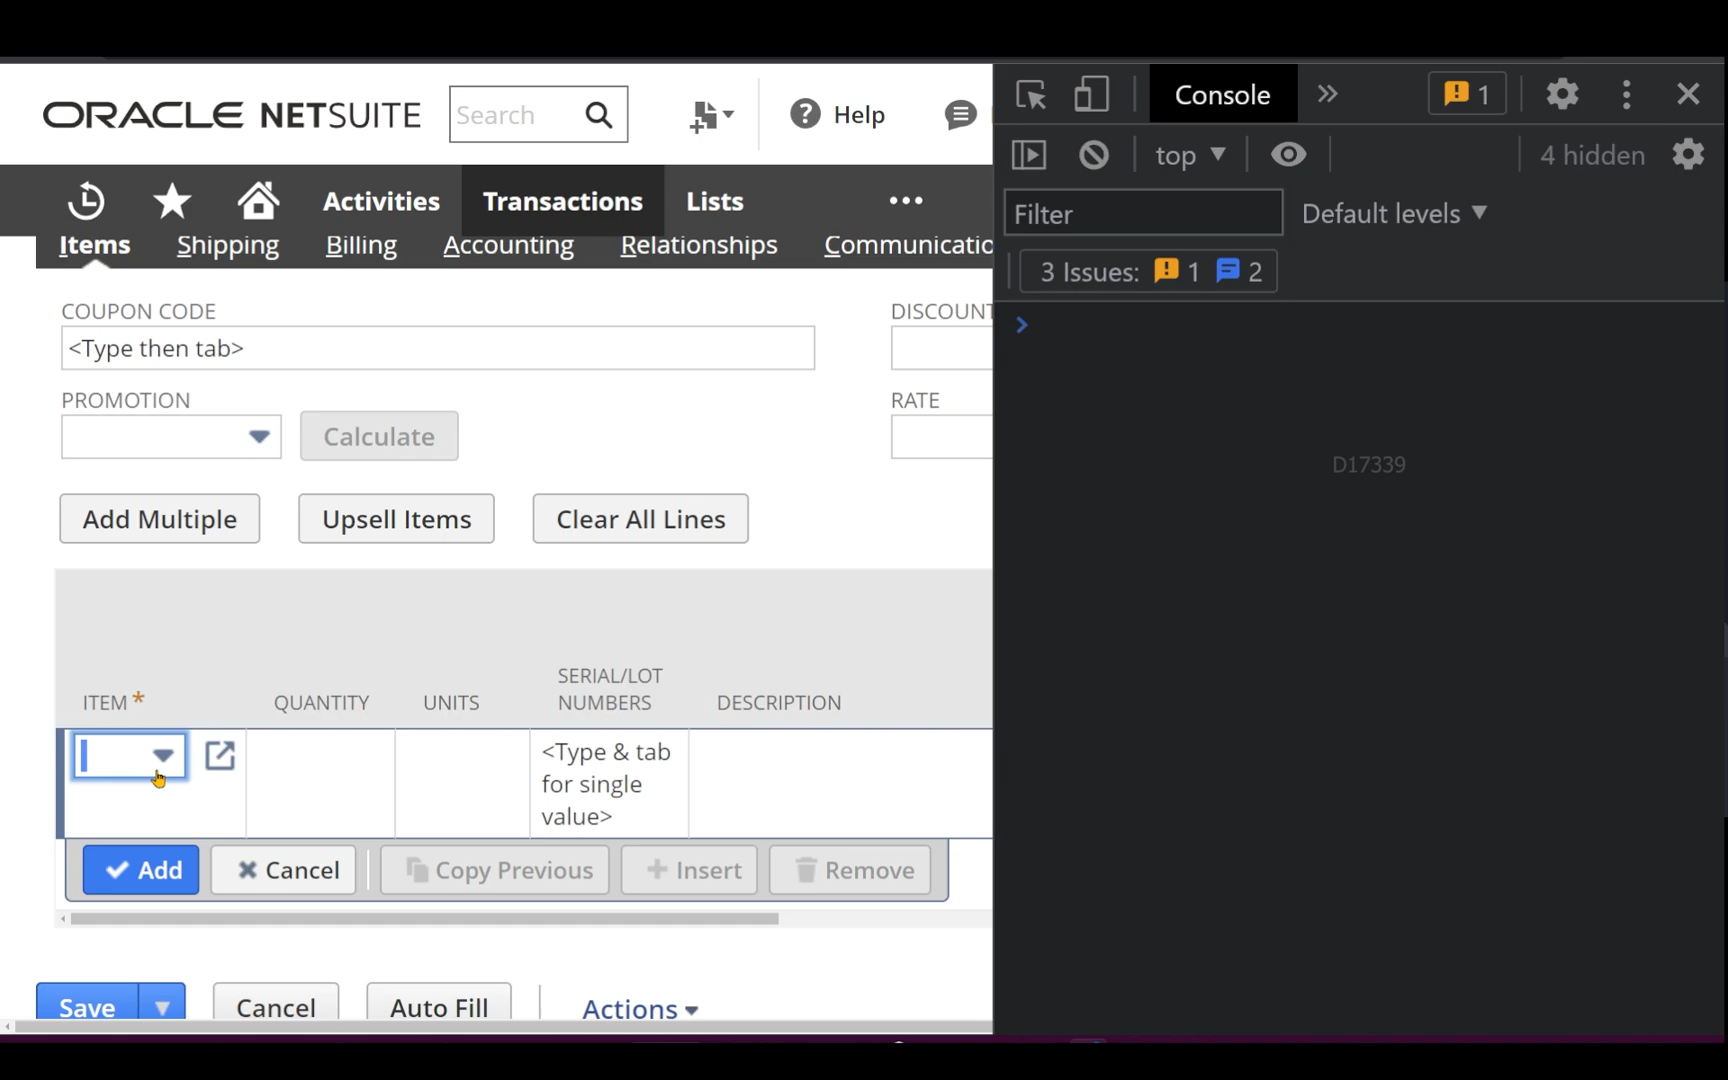 ORACLE NETSUITE
Search
Help
Activities
Transactions
Lists
Items
Shipping
Billing
Accounting
Relationships
Communicatio
COUPON CODE
<Type then tab>
DISCOUNT
PROMOTION
Calculate
RATE
Add Multiple
Upsell Items
Clear All Lines
ITEM *
QUANTITY
UNITS
SERIAL/LOT
NUMBERS
DESCRIPTION
<Type & tab
for single
value>
Add
Cancel
Copy Previous
Insert
Remove
Save
Cancel
Auto Fill
Actions
Console
1
top
4 hidden
Filter
Default levels
3 Issues: 1 2
D17339